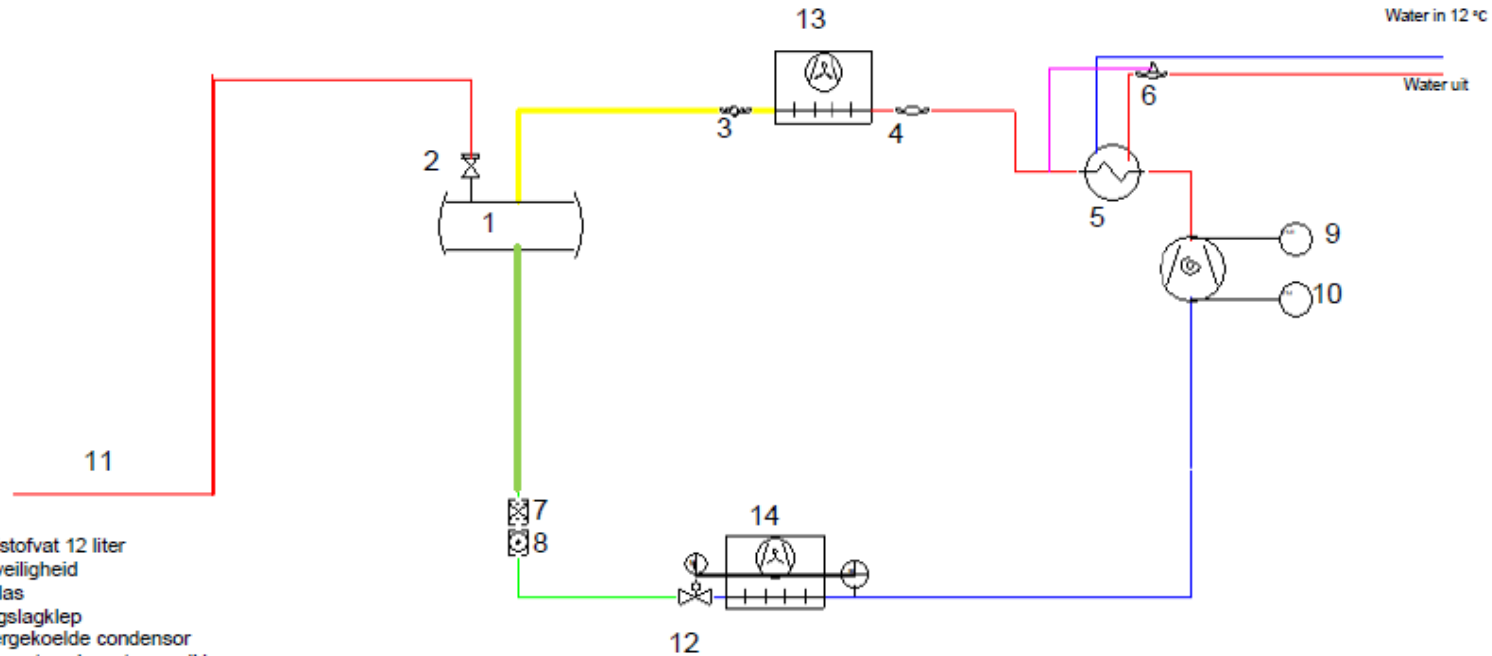 13
Water in 12 °C
Water uit
6
3
4
2
1
5
9
10
11
7
8
14
12
stofvat 12 liter
veiligheid
las
gslagklep
ergekoelde condensor